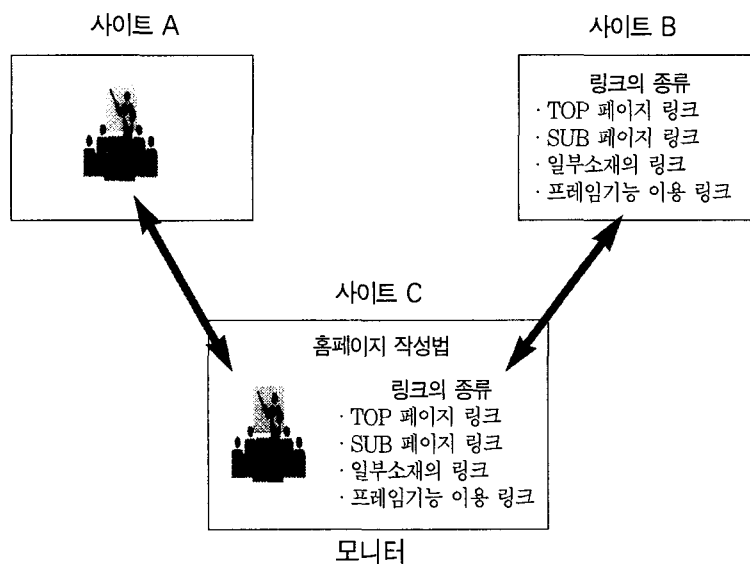 사이트 A
사이트 B
링크의 종류
· TOP 페이지 링크
· SUB 페이지 링크
· 일부소재의 링크
· 프레임기능 이용 링크
사이트 C
홈페이지 작성법
링크의 종류
· TOP 페이지 링크
· SUB 페이지 링크
· 일부소재의 링크
· 프레임기능 이용 링크
모니터